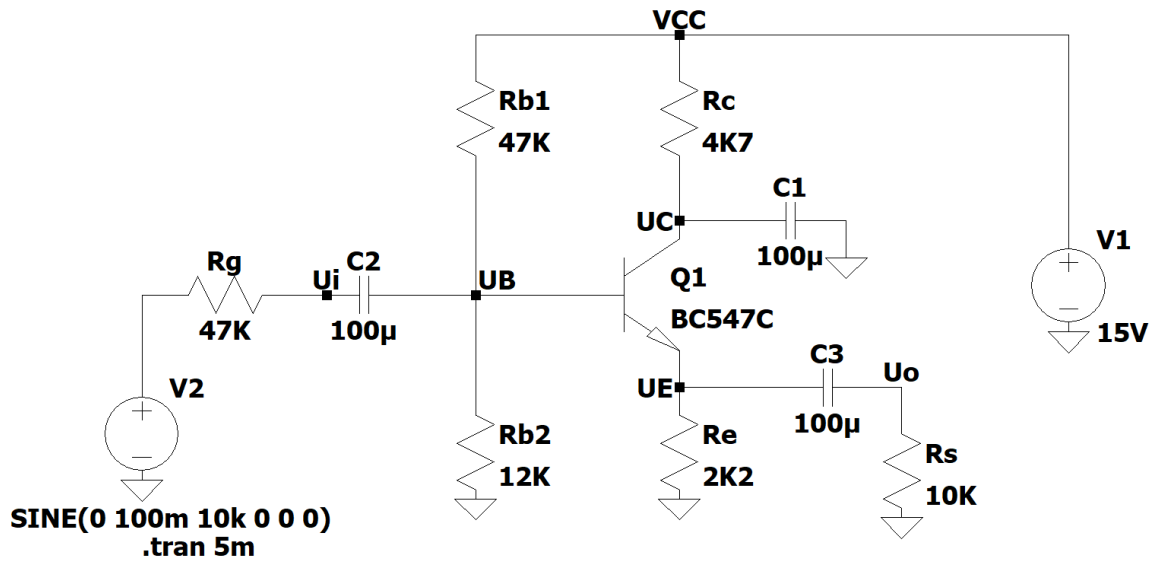 VCC
Rb1
47K
Rc
4K7
C1
100µ
UC
V1
15V
Rg
47K
Ui
C2
100µ
UB
Q1
BC547C
C3
100µ
UE
Uo
V2
Rb2
12K
Re
2K2
Rs
10K
SINE(0 100m 10k 0 0 0)
.tran 5m